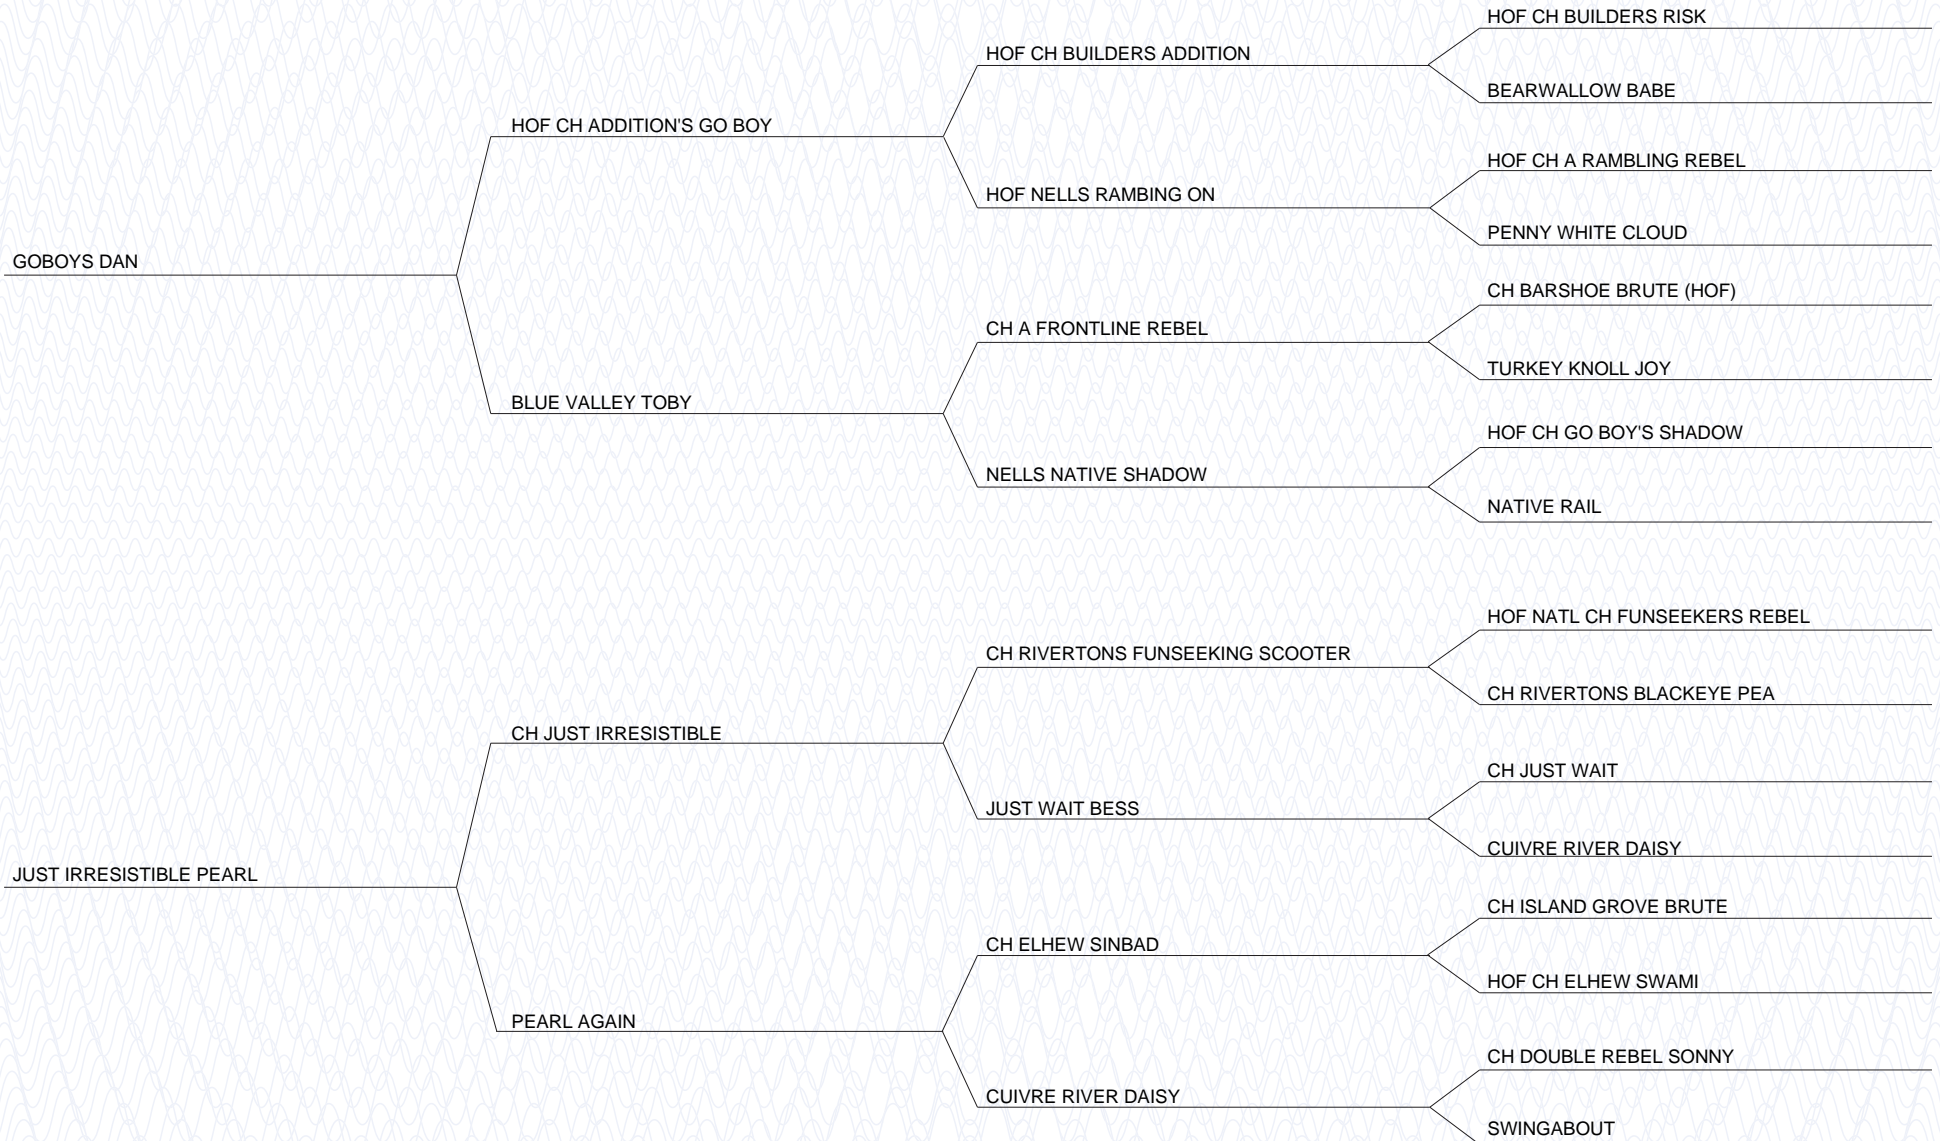 HOF CH BUILDERS RISK
HOF CH BUILDERS ADDITION
BEARWALLOW BABE
HOF CH ADDITION'S GO BOY
HOF CH A RAMBLING REBEL
HOF NELLS RAMBING ON
PENNY WHITE CLOUD
GOBOYS DAN
CH BARSHOE BRUTE (HOF)
CH A FRONTLINE REBEL
TURKEY KNOLL JOY
BLUE VALLEY TOBY
HOF CH GO BOY'S SHADOW
NELLS NATIVE SHADOW
NATIVE RAIL
HOF NATL CH FUNSEEKERS REBEL
CH RIVERTONS FUNSEEKING SCOOTER
CH RIVERTONS BLACKEYE PEA
CH JUST IRRESISTIBLE
CH JUST WAIT
JUST WAIT BESS
CUIVRE RIVER DAISY
JUST IRRESISTIBLE PEARL
CH ISLAND GROVE BRUTE
CH ELHEW SINBAD
HOF CH ELHEW SWAMI
PEARL AGAIN
CH DOUBLE REBEL SONNY
CUIVRE RIVER DAISY
SWINGABOUT